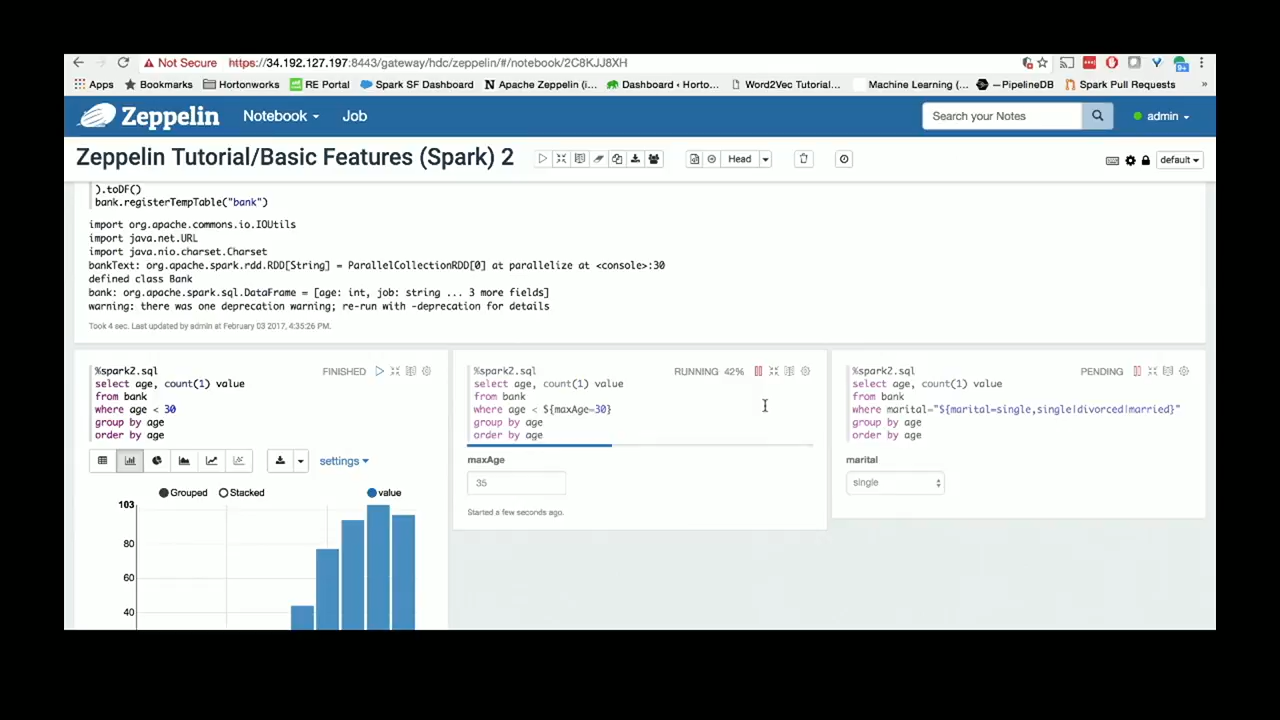 Not Secure https://34.192.127.197:8443/gateway/hdc/zeppelin/#/notebook/2C8KJJ8XH
Apps Bookmarks Hortonworks RE Portal Spark SF Dashboard Apache Zeppelin (i... Dashboard - Horto... Word2Vec Tutorial... Machine Learning (... —PipelineDB Spark Pull Requests »
Zeppelin Notebook Job Search your Notes admin
Zeppelin Tutorial/Basic Features (Spark) 2 Head default
).toDF()
bank.registerTempTable("bank")
import org.apache.commons.io.IOUtils
import java.net.URL
import java.nio.charset.Charset
bankText: org.apache.spark.rdd.RDD[String] = ParallelCollectionRDD[0] at parallelize at <console>:30
defined class Bank
bank: org.apache.spark.sql.DataFrame = [age: int, job: string ... 3 more fields]
warning: there was one deprecation warning; re-run with -deprecation for details
Took 4 sec. Last updated by admin at February 03 2017, 4:35:26 PM.
%spark2.sql FINISHED
select age, count(1) value
from bank
where age < 30
group by age
order by age
settings
Grouped Stacked value
103
80
60
40
%spark2.sql RUNNING 42%
select age, count(1) value
from bank
where age < ${maxAge=30}
group by age
order by age
maxAge
35
Started a few seconds ago.
%spark2.sql PENDING
select age, count(1) value
from bank
where marital="${marital=single,single|divorced|married}"
group by age
order by age
marital
single